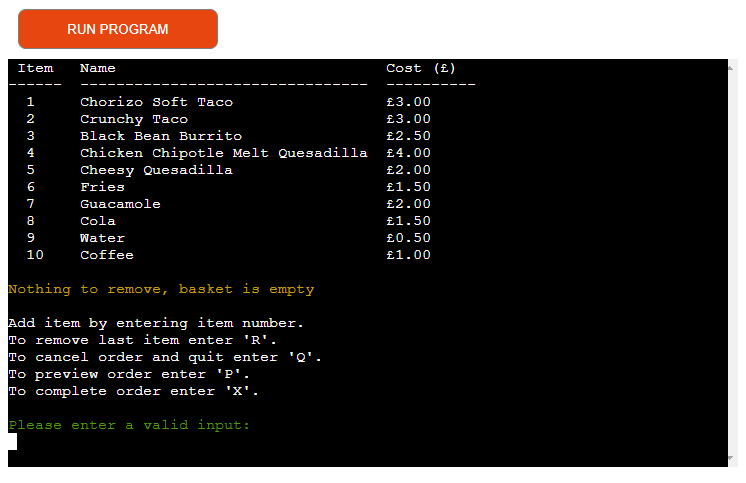 RUN PROGRAM
Item Name Cost (£)
------ -------------------------------- ----------
1 Chorizo Soft Taco £3.00
2 Crunchy Taco £3.00
3 Black Bean Burrito £2.50
4 Chicken Chipotle Melt Quesadilla £4.00
5 Cheesy Quesadilla £2.00
6 Fries £1.50
7 Guacamole £2.00
8 Cola £1.50
9 Water £0.50
10 Coffee £1.00
Nothing to remove, basket is empty
Add item by entering item number.
To remove last item enter 'R'.
To cancel order and quit enter 'Q'.
To preview order enter 'P'.
To complete order enter 'X'.
Please enter a valid input: